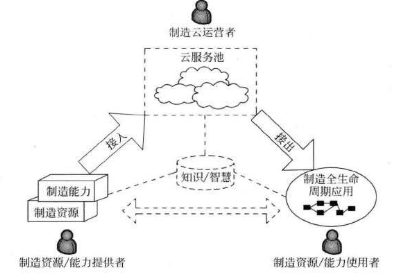 制造云运营者
云服务池
接入
接出
制造能力
制造资源
知识/智慧
制造全生命
周期应用
制造资源/能力提供者
制造资源/能力使用者